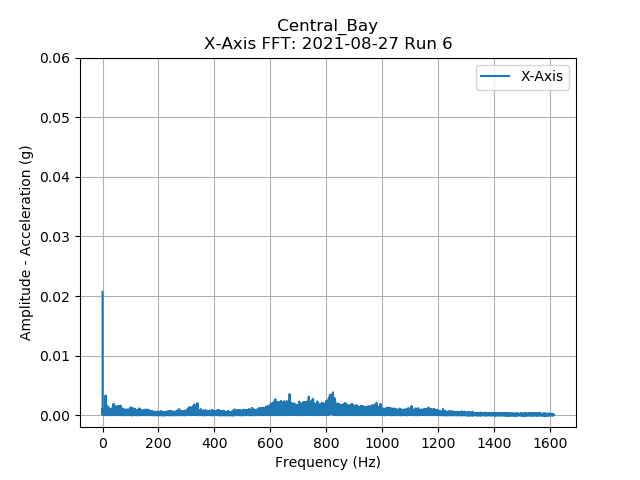 Central_Bay
X-Axis FFT: 2021-08-27 Run 6
X-Axis
0.06
0.05
0.04
0.03
0.02
0.01
0.00
Amplitude - Acceleration (g)
0 200 400 600 800 1000 1200 1400 1600
Frequency (Hz)